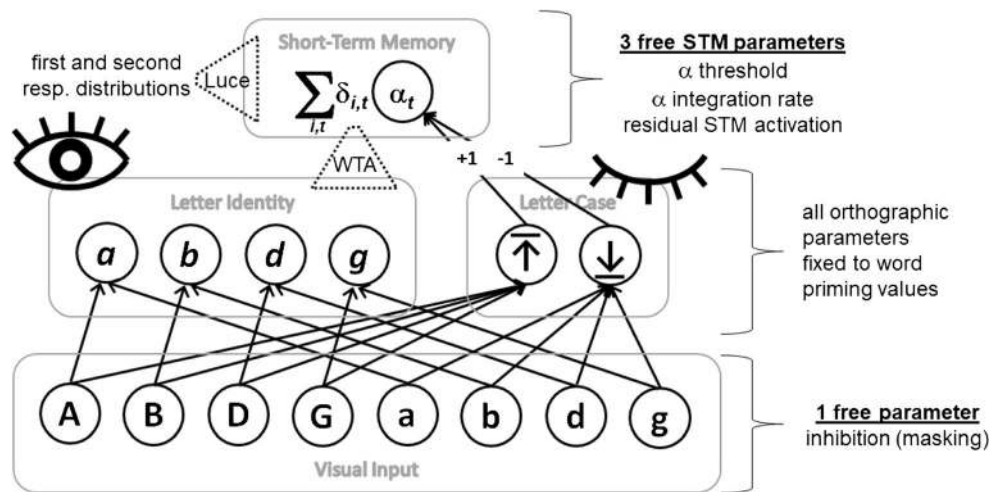 Short-Term Memory
first and second
resp. distributions
Luce
∑ i,t δi,t αt
3 free STM parameters
α threshold
α integration rate
residual STM activation
WTA
+1 -1
Letter Identity
Letter Case
a b d g
all orthographic
parameters
fixed to word
priming values
A B D G a b d g
Visual Input
1 free parameter
inhibition (masking)